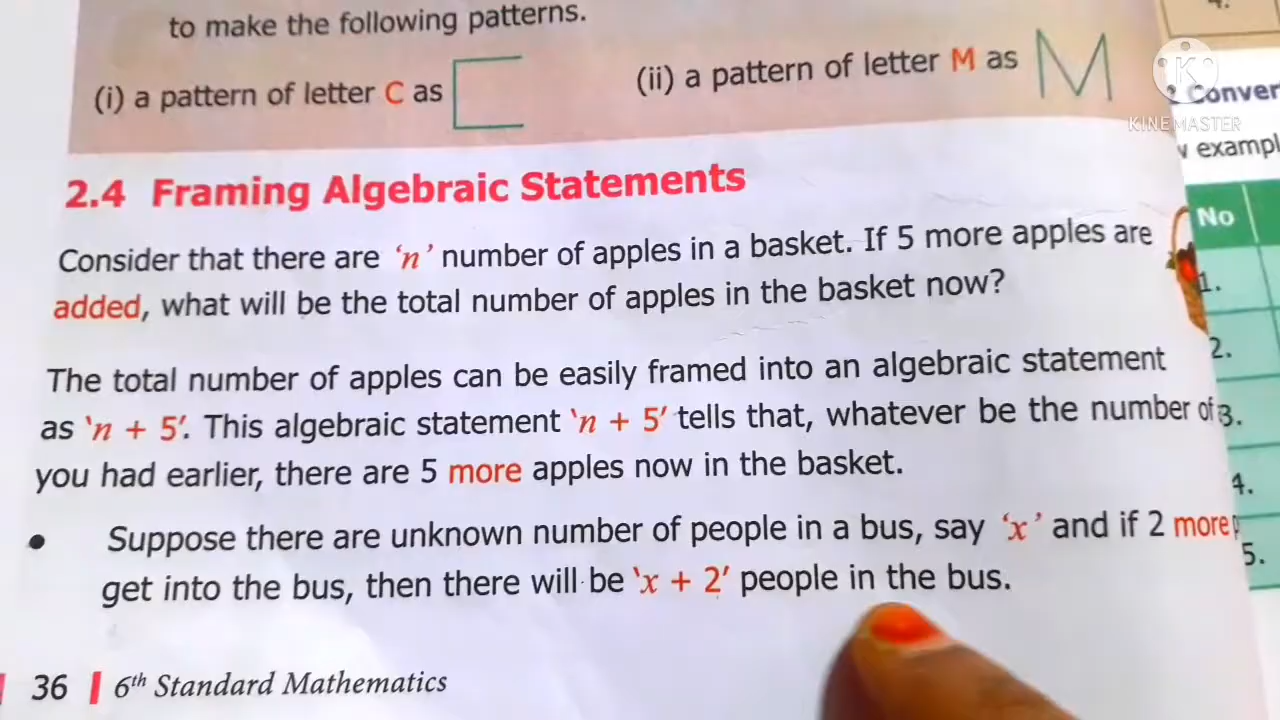 to make the following patterns.
(i) a pattern of letter C as
(ii) a pattern of letter M as
2.4 Framing Algebraic Statements
Consider that there are ‘n’ number of apples in a basket. If 5 more apples are
added, what will be the total number of apples in the basket now?
The total number of apples can be easily framed into an algebraic statement
as ‘n + 5’. This algebraic statement ‘n + 5’ tells that, whatever be the number of
you had earlier, there are 5 more apples now in the basket.
• Suppose there are unknown number of people in a bus, say ‘x’ and if 2 more
get into the bus, then there will be ‘x + 2’ people in the bus.
36 | 6th Standard Mathematics
K
KINEMASTER
No
1.
2.
3.
4.
5.